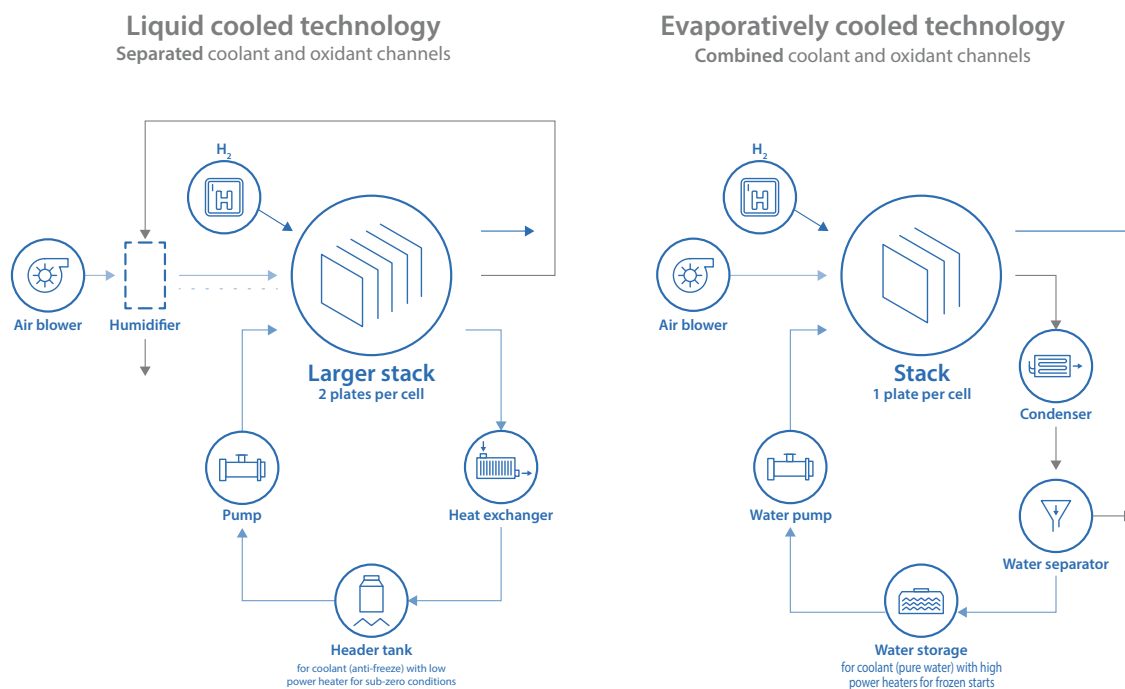 Liquid cooled technology
Separated coolant and oxidant channels
H2
Air blower
Humidifier
Larger stack
2 plates per cell
Pump
Heat exchanger
Header tank
for coolant (anti-freeze) with low
power heater for sub-zero conditions
Evaporatively cooled technology
Combined coolant and oxidant channels
H2
Air blower
Stack
1 plate per cell
Condenser
Water pump
Water separator
Water storage
for coolant (pure water) with high
power heaters for frozen starts